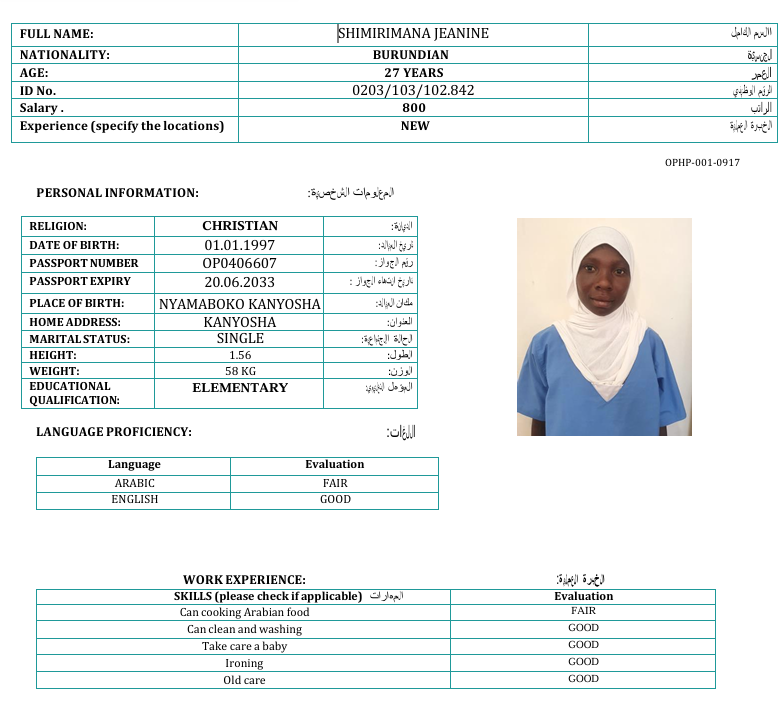 FULL NAME: SHIMIRIMANA JEANINE الاسم الكامل
NATIONALITY: BURUNDIAN الجنسية
AGE: 27 YEARS العمر
ID No. 0203/103/102.842 الرقم الوظيفي
Salary . 800 الراتب
Experience (specify the locations) NEW الخبرة العملية
OPHP-001-0917
PERSONAL INFORMATION: المعلومات الشخصية:
RELIGION: CHRISTIAN الديانة:
DATE OF BIRTH: 01.01.1997 تاريخ الميلاد:
PASSPORT NUMBER OP0406607 رقم الجواز:
PASSPORT EXPIRY 20.06.2033 تاريخ انتهاء الجواز :
PLACE OF BIRTH: NYAMABOKO KANYOSHA مكان الميلاد:
HOME ADDRESS: KANYOSHA العنوان:
MARITAL STATUS: SINGLE الحالة الاجتماعية:
HEIGHT: 1.56 الطول:
WEIGHT: 58 KG الوزن:
EDUCATIONAL ELEMENTARY المؤهل التعليمي:
QUALIFICATION:
LANGUAGE PROFICIENCY: اللغات:
Language Evaluation
ARABIC FAIR
ENGLISH GOOD
WORK EXPERIENCE: الخبرة العملية:
SKILLS (please check if applicable) المهارات Evaluation
Can cooking Arabian food FAIR
Can clean and washing GOOD
Take care a baby GOOD
Ironing GOOD
Old care GOOD